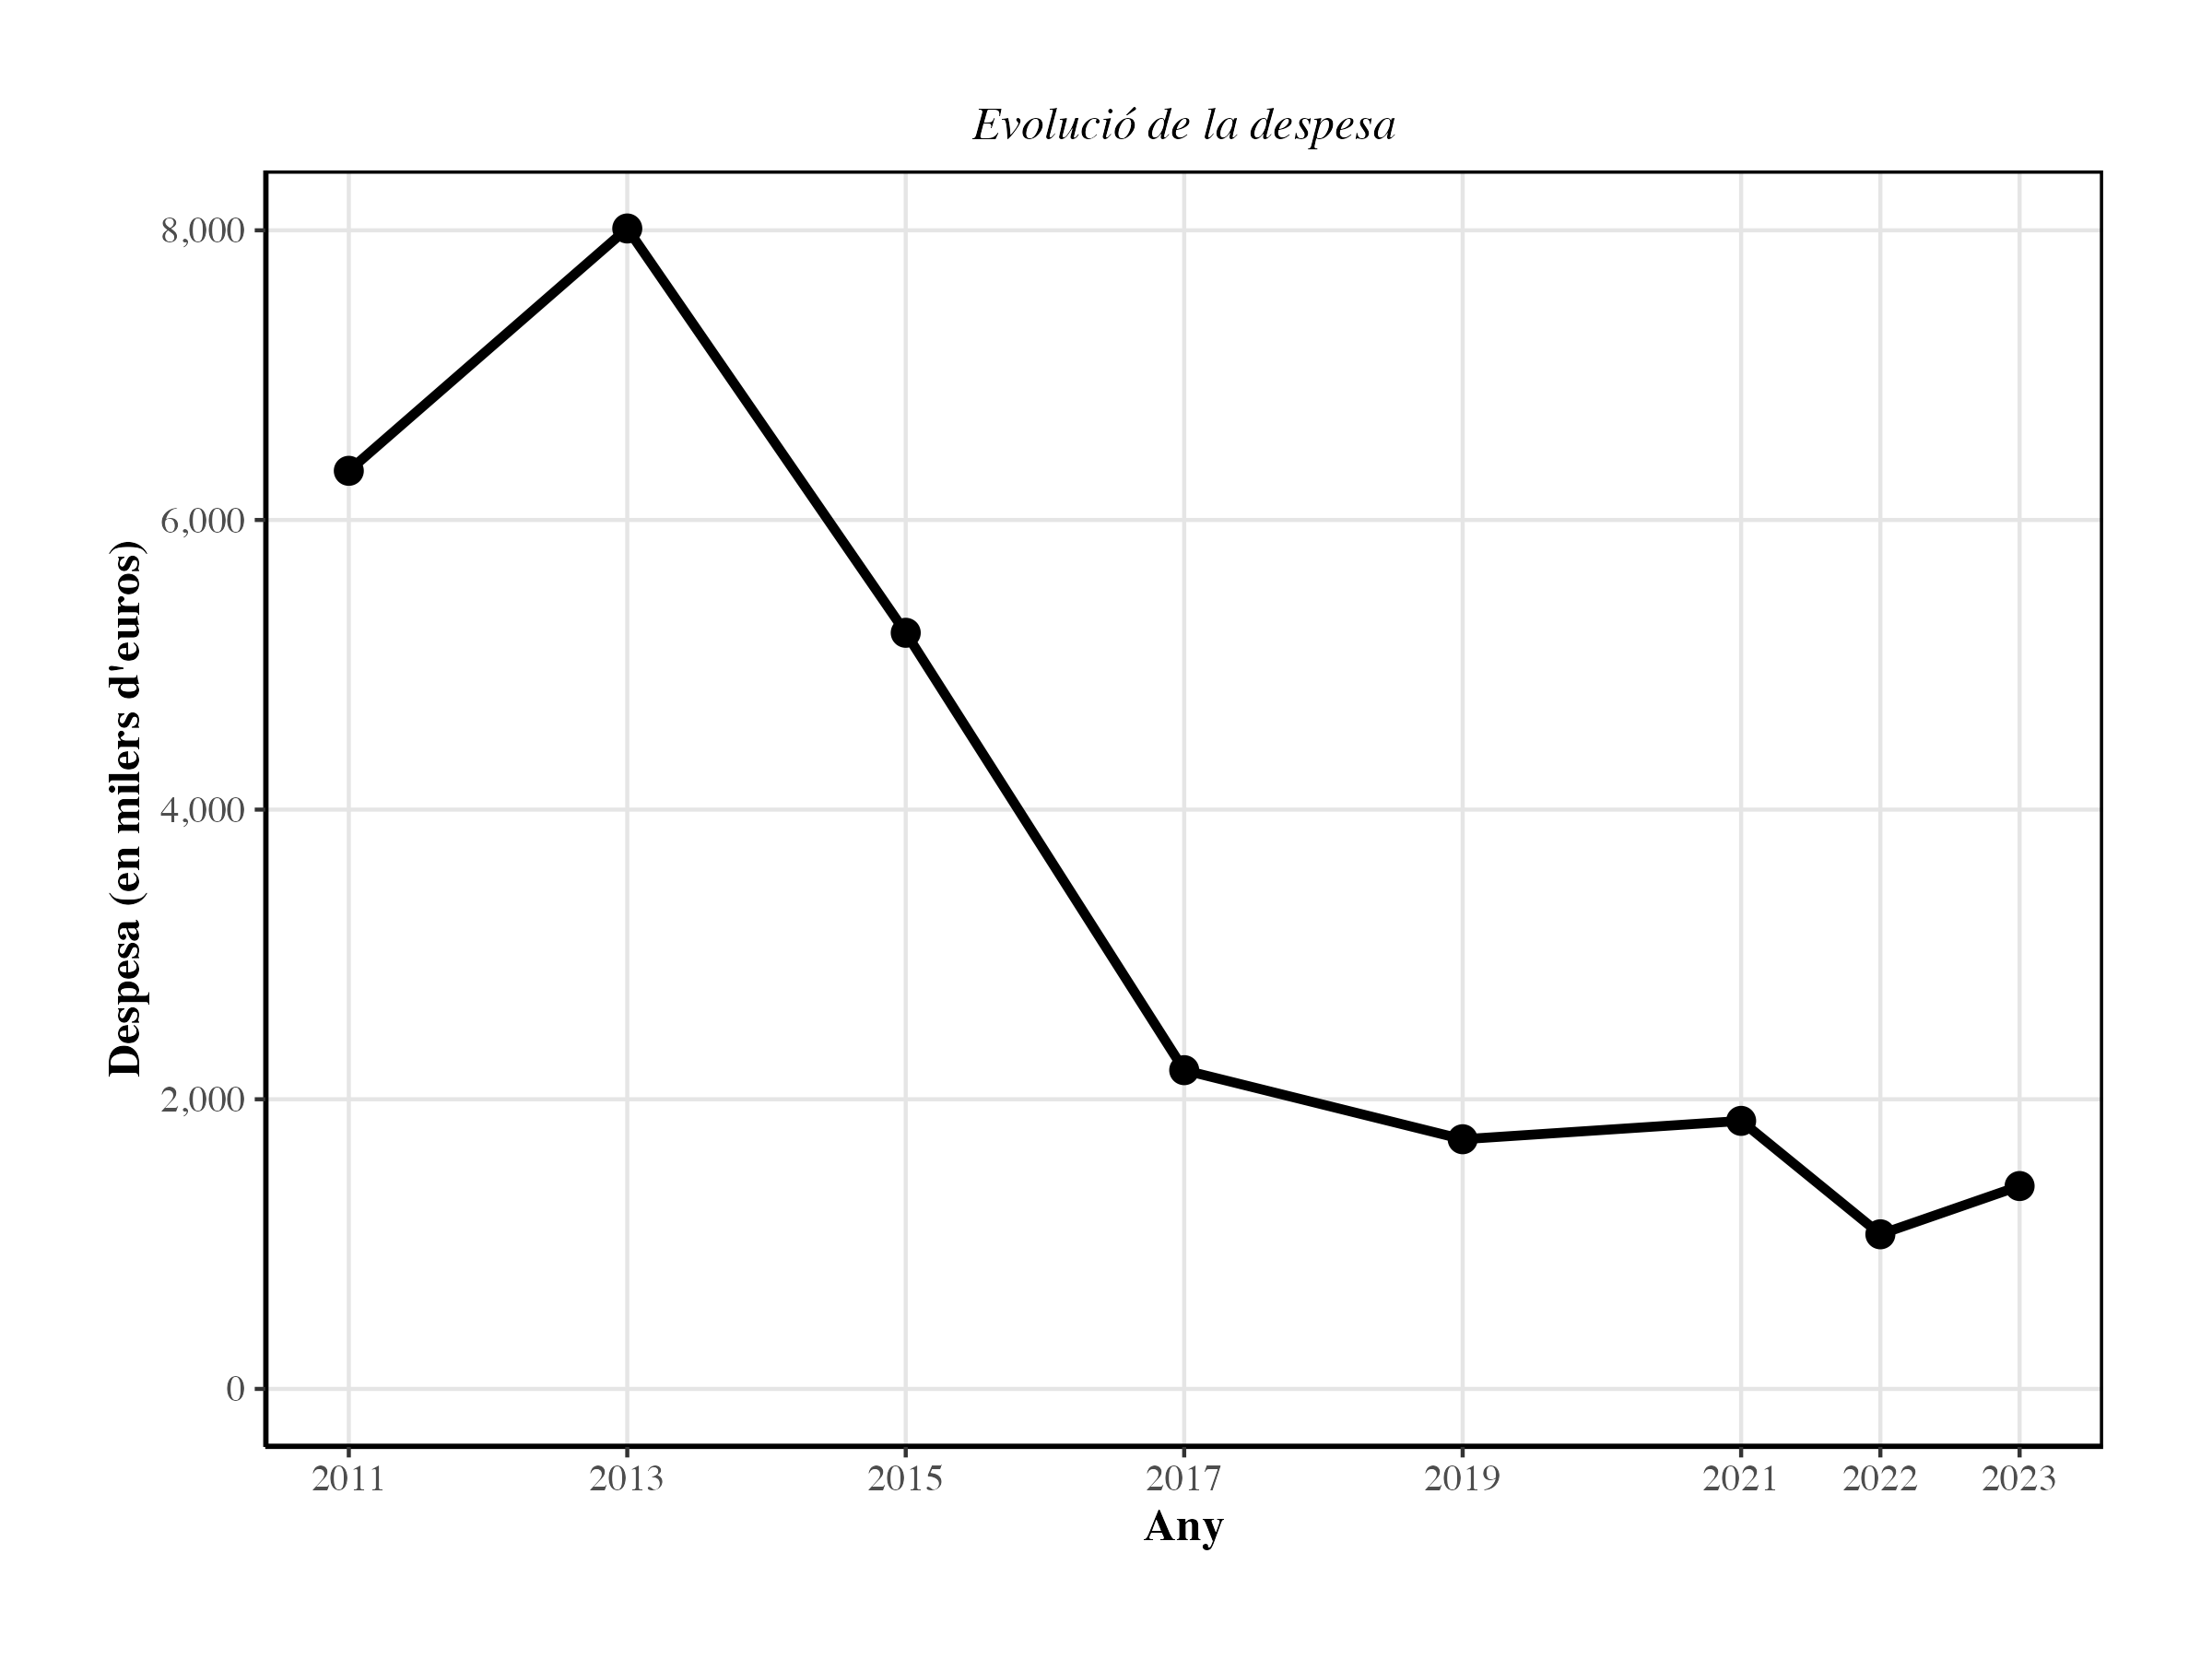 Evolució de la despesa
Despesa (en milers d'euros)
8,000
6,000
4,000
2,000
0
2011 2013 2015 2017 2019 2021 2022 2023
Any